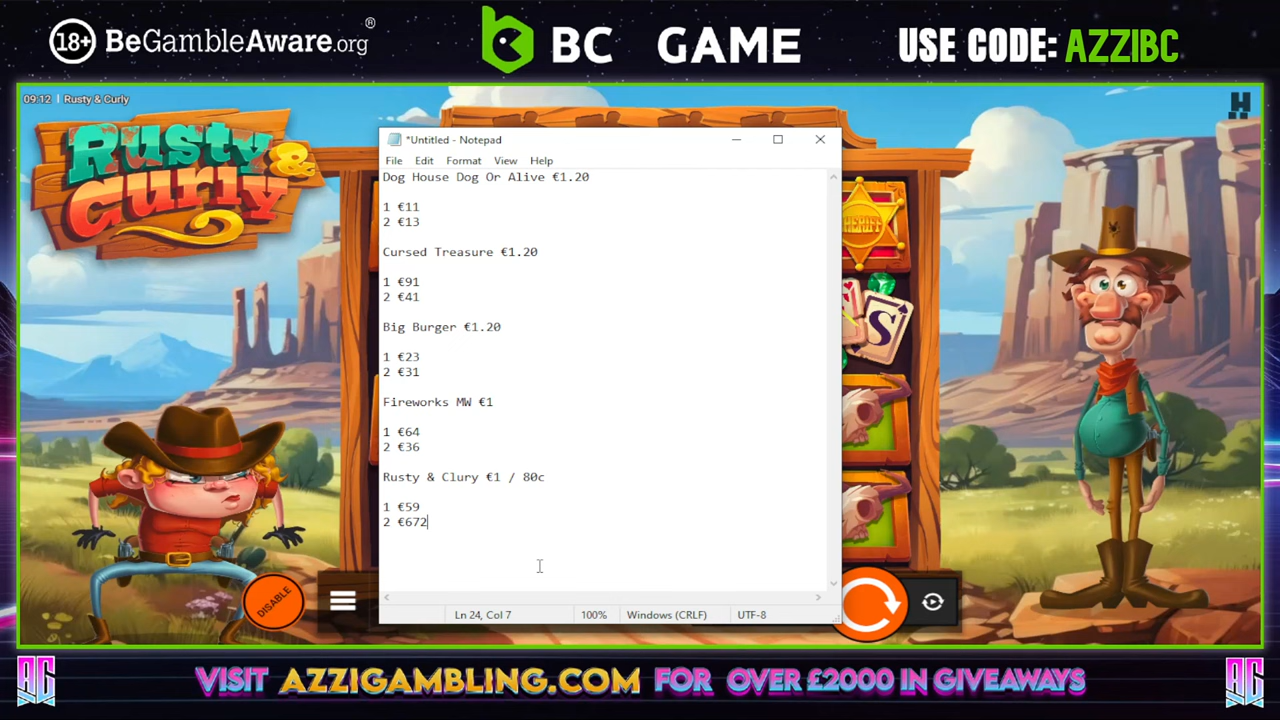 18+ BeGambleAware.org®
BC GAME
USE CODE: AZZIBC
09:12 | Rusty & Curly
Rusty &
Curly
*Untitled - Notepad
File Edit Format View Help
Dog House Dog Or Alive €1.20
1 €11
2 €13
Cursed Treasure €1.20
1 €91
2 €41
Big Burger €1.20
1 €23
2 €31
Fireworks MW €1
1 €64
2 €36
Rusty & Clury €1 / 80c
1 €59
2 €672
Ln 24, Col 7 100% Windows (CRLF) UTF-8
SHERIFF
S
DISABLE
AG VISIT AZZIGAMBLING.COM FOR OVER £2000 IN GIVEAWAYS AG